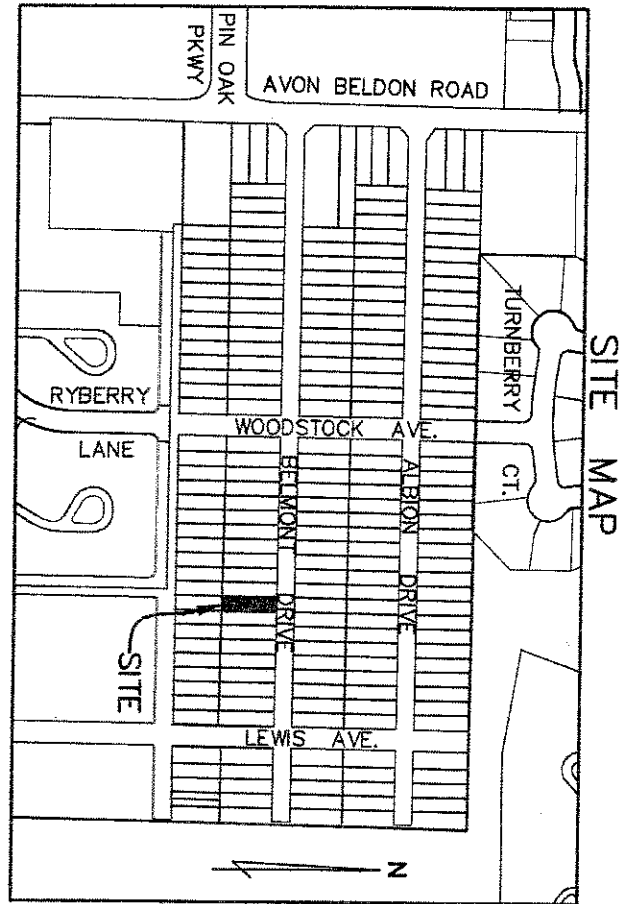 SITE MAP
PIN OAK
PKWY
AVON BELDON ROAD
TURNBERRY
CT.
RYBERRY
LANE
WOODSTOCK AVE.
BELMONT DRIVE
ALBION DRIVE
SITE
LEWIS AVE.
N